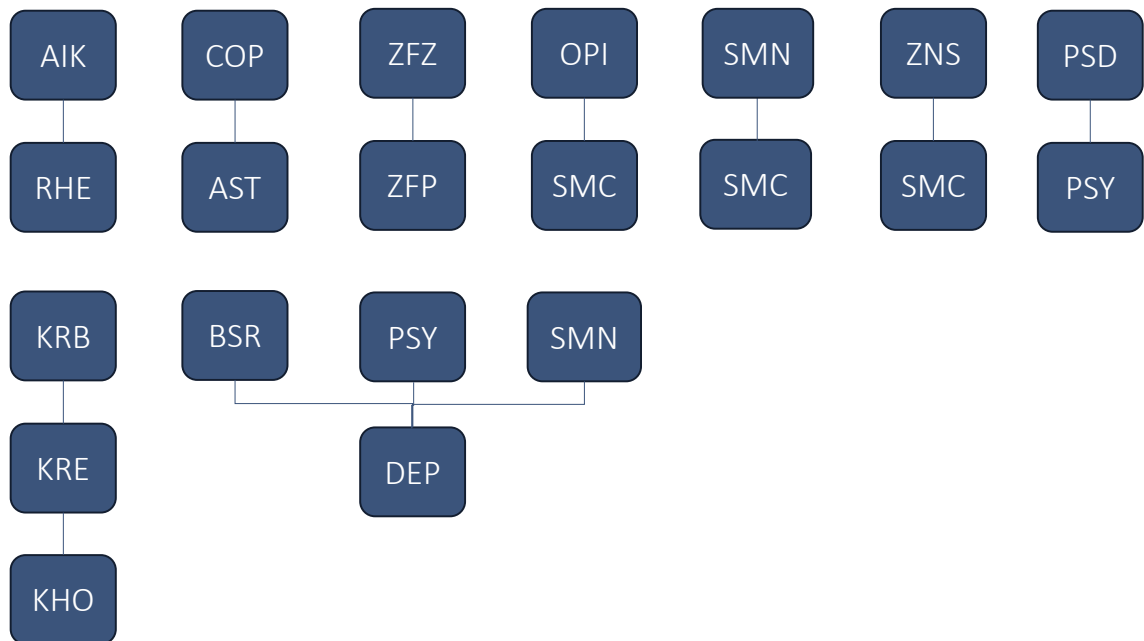 AIK COP ZFZ OPI SMN ZNS PSD
RHE AST ZFP SMC SMC SMC PSY
KRB BSR PSY SMN
KRE DEP
KHO